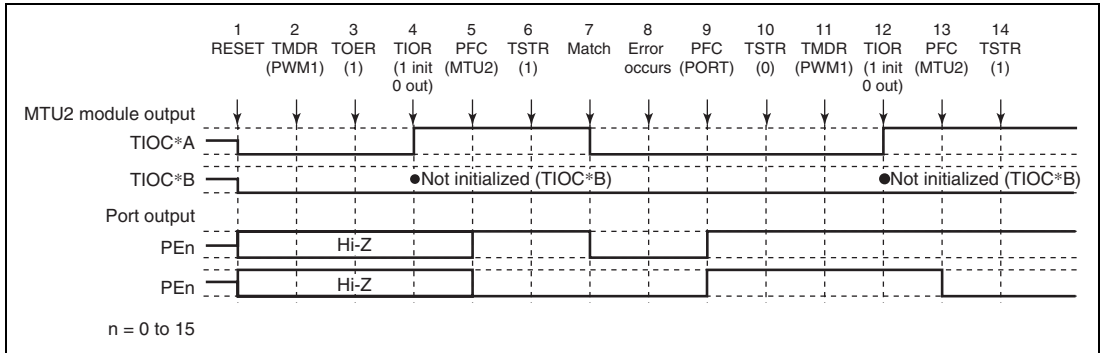 1 2 3 4 5 6 7 8 9 10 11 12 13 14
RESET TMDR TOER TIOR PFC TSTR Match Error PFC TSTR TMDR TIOR PFC TSTR
(PWM1) (1) (1 init (MTU2) (1) occurs (PORT) (0) (PWM1) (1 init (MTU2) (1)
0 out) 0 out)
MTU2 module output
TIOC*A
TIOC*B ●Not initialized (TIOC*B) ●Not initialized (TIOC*B)
Port output
PEn Hi-Z
PEn Hi-Z
n = 0 to 15